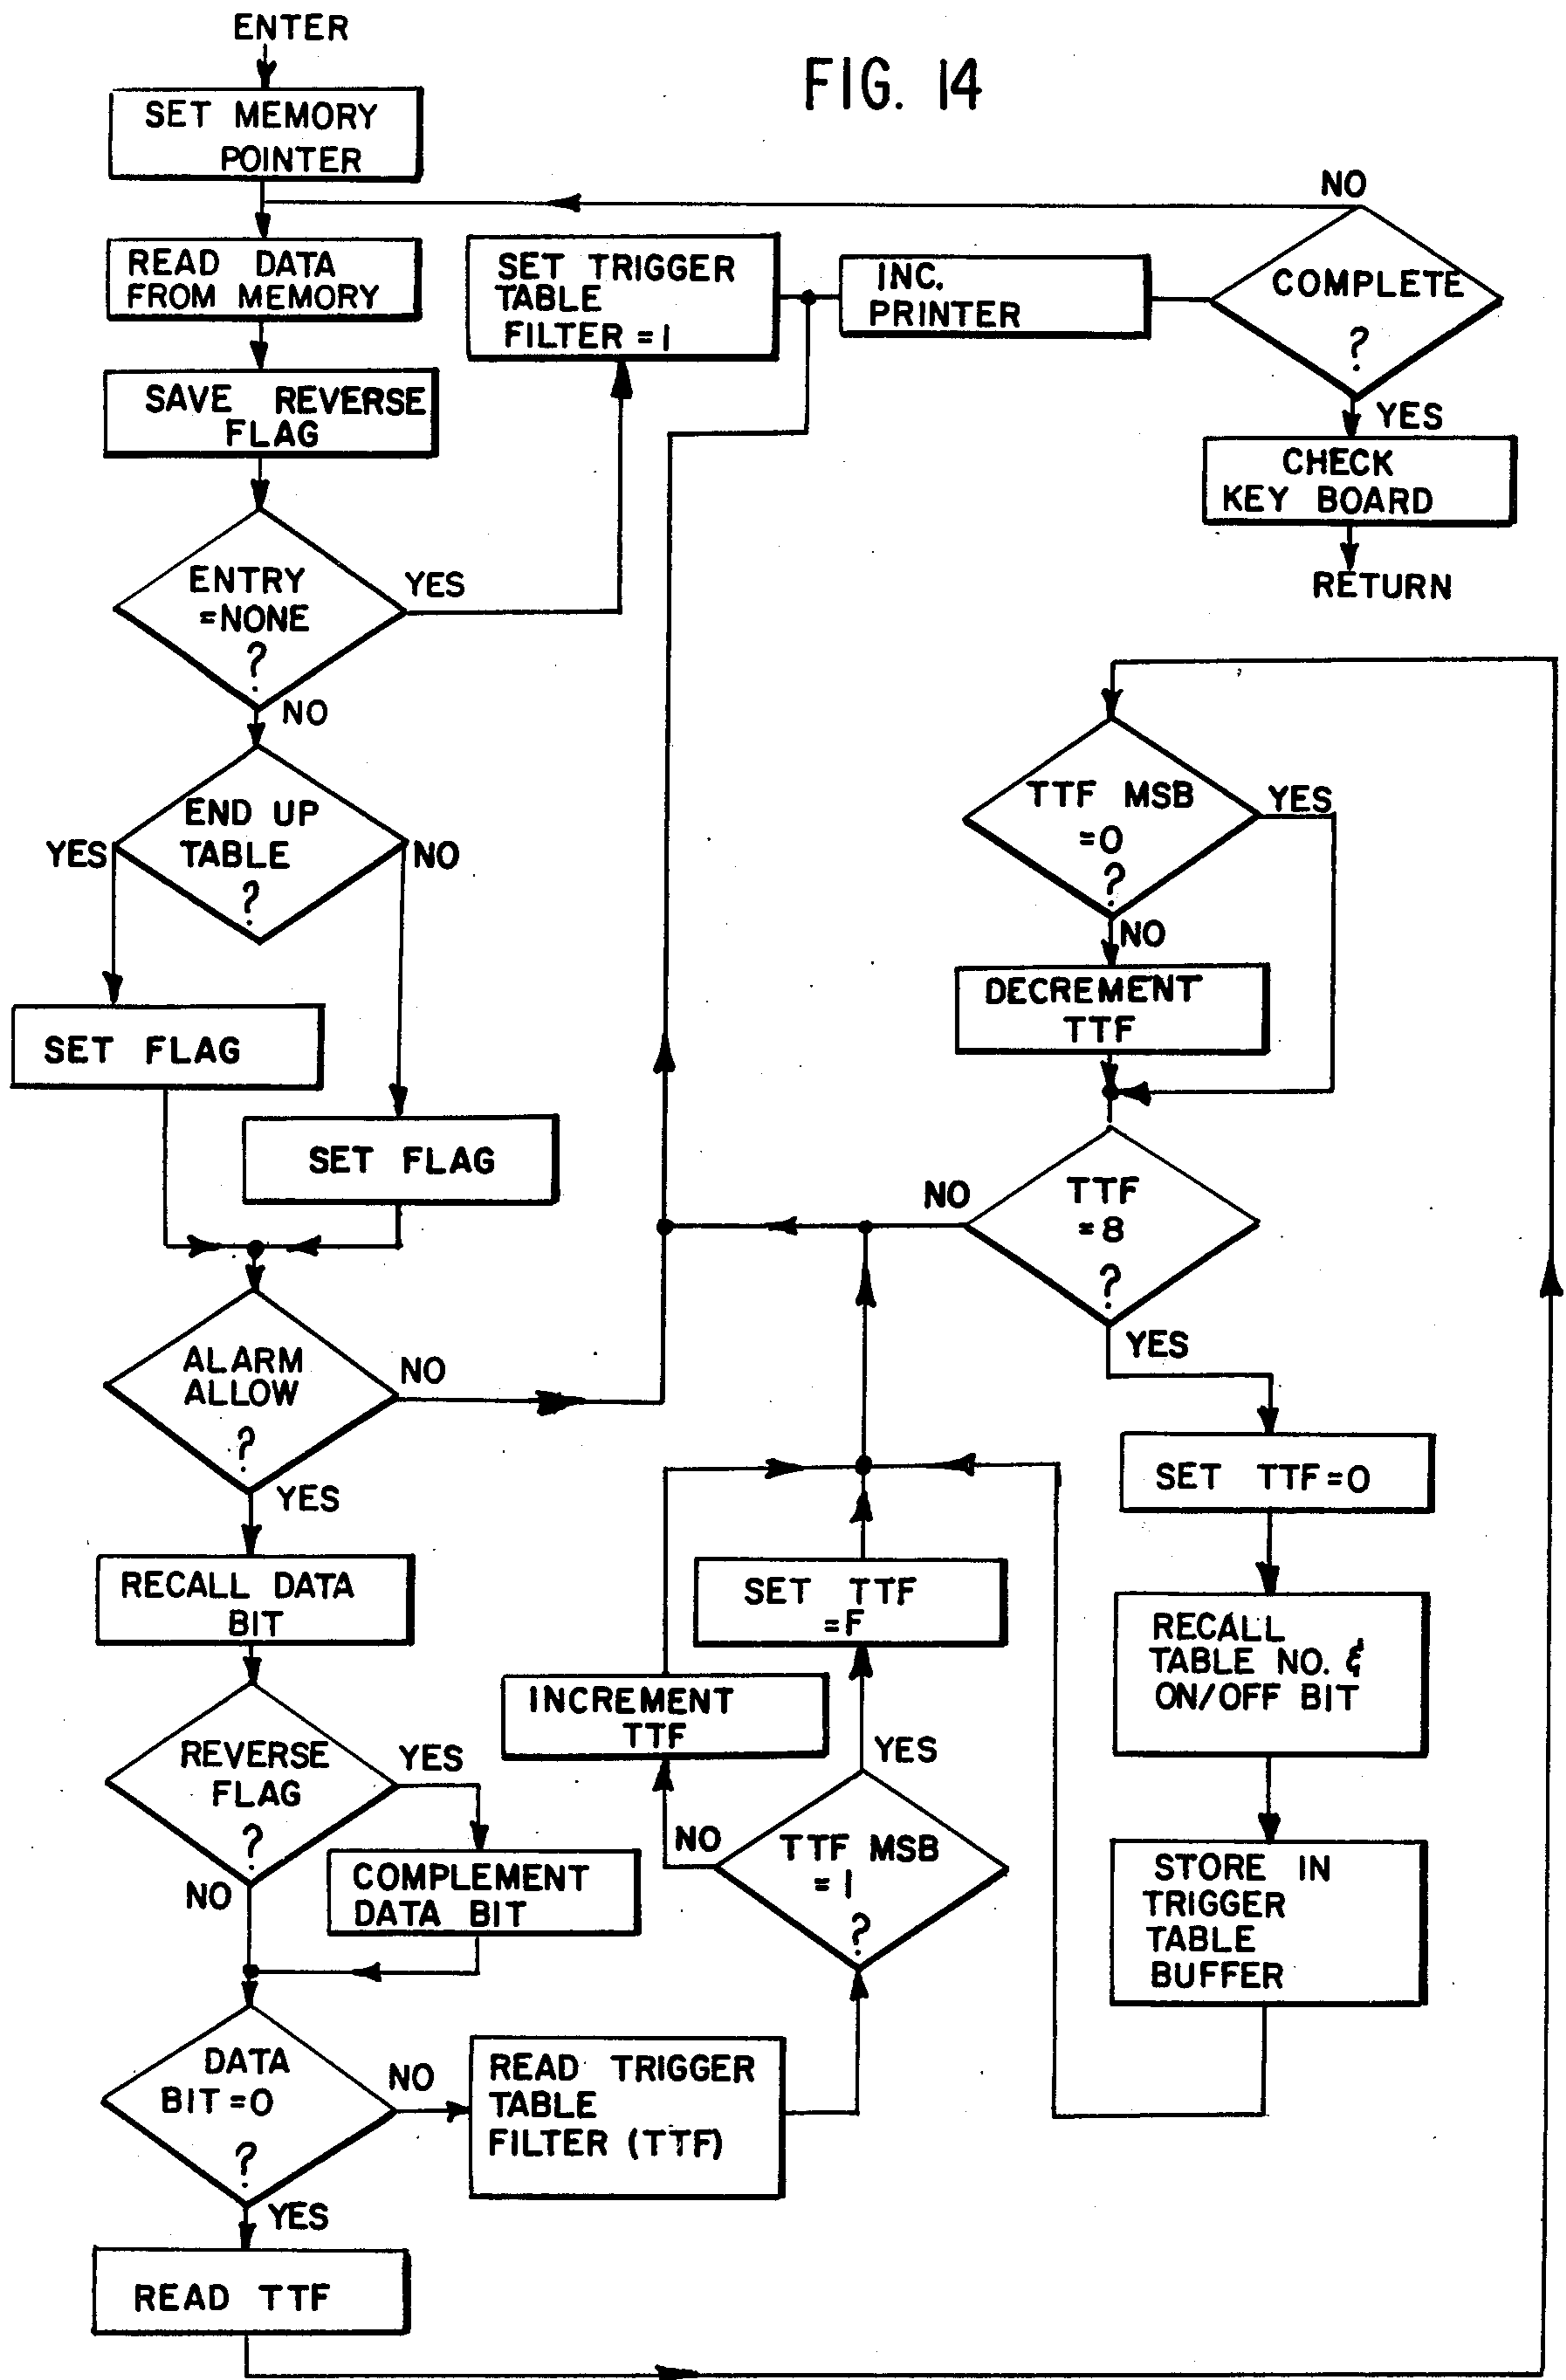 ENTER
FIG. 14
SET MEMORY
POINTER
NO
READ DATA
FROM MEMORY
SET TRIGGER
TABLE
FILTER = 1
INC.
PRINTER
COMPLETE
?
SAVE REVERSE
FLAG
YES
CHECK
KEY BOARD
RETURN
ENTRY
=NONE
?
YES
NO
END UP
TABLE
?
YES
NO
SET FLAG
SET FLAG
TTF MSB
=0
?
YES
NO
DECREMENT
TTF
TTF
=8
?
NO
YES
ALARM
ALLOW
?
NO
YES
SET TTF=0
RECALL DATA
BIT
SET TTF
=F
RECALL
TABLE NO. &
ON/OFF BIT
INCREMENT
TTF
REVERSE
FLAG
?
YES
NO
YES
TTF MSB
=1
?
NO
COMPLEMENT
DATA BIT
STORE IN
TRIGGER
TABLE
BUFFER
DATA
BIT=0
?
NO
READ TRIGGER
TABLE
FILTER (TTF)
YES
READ TTF